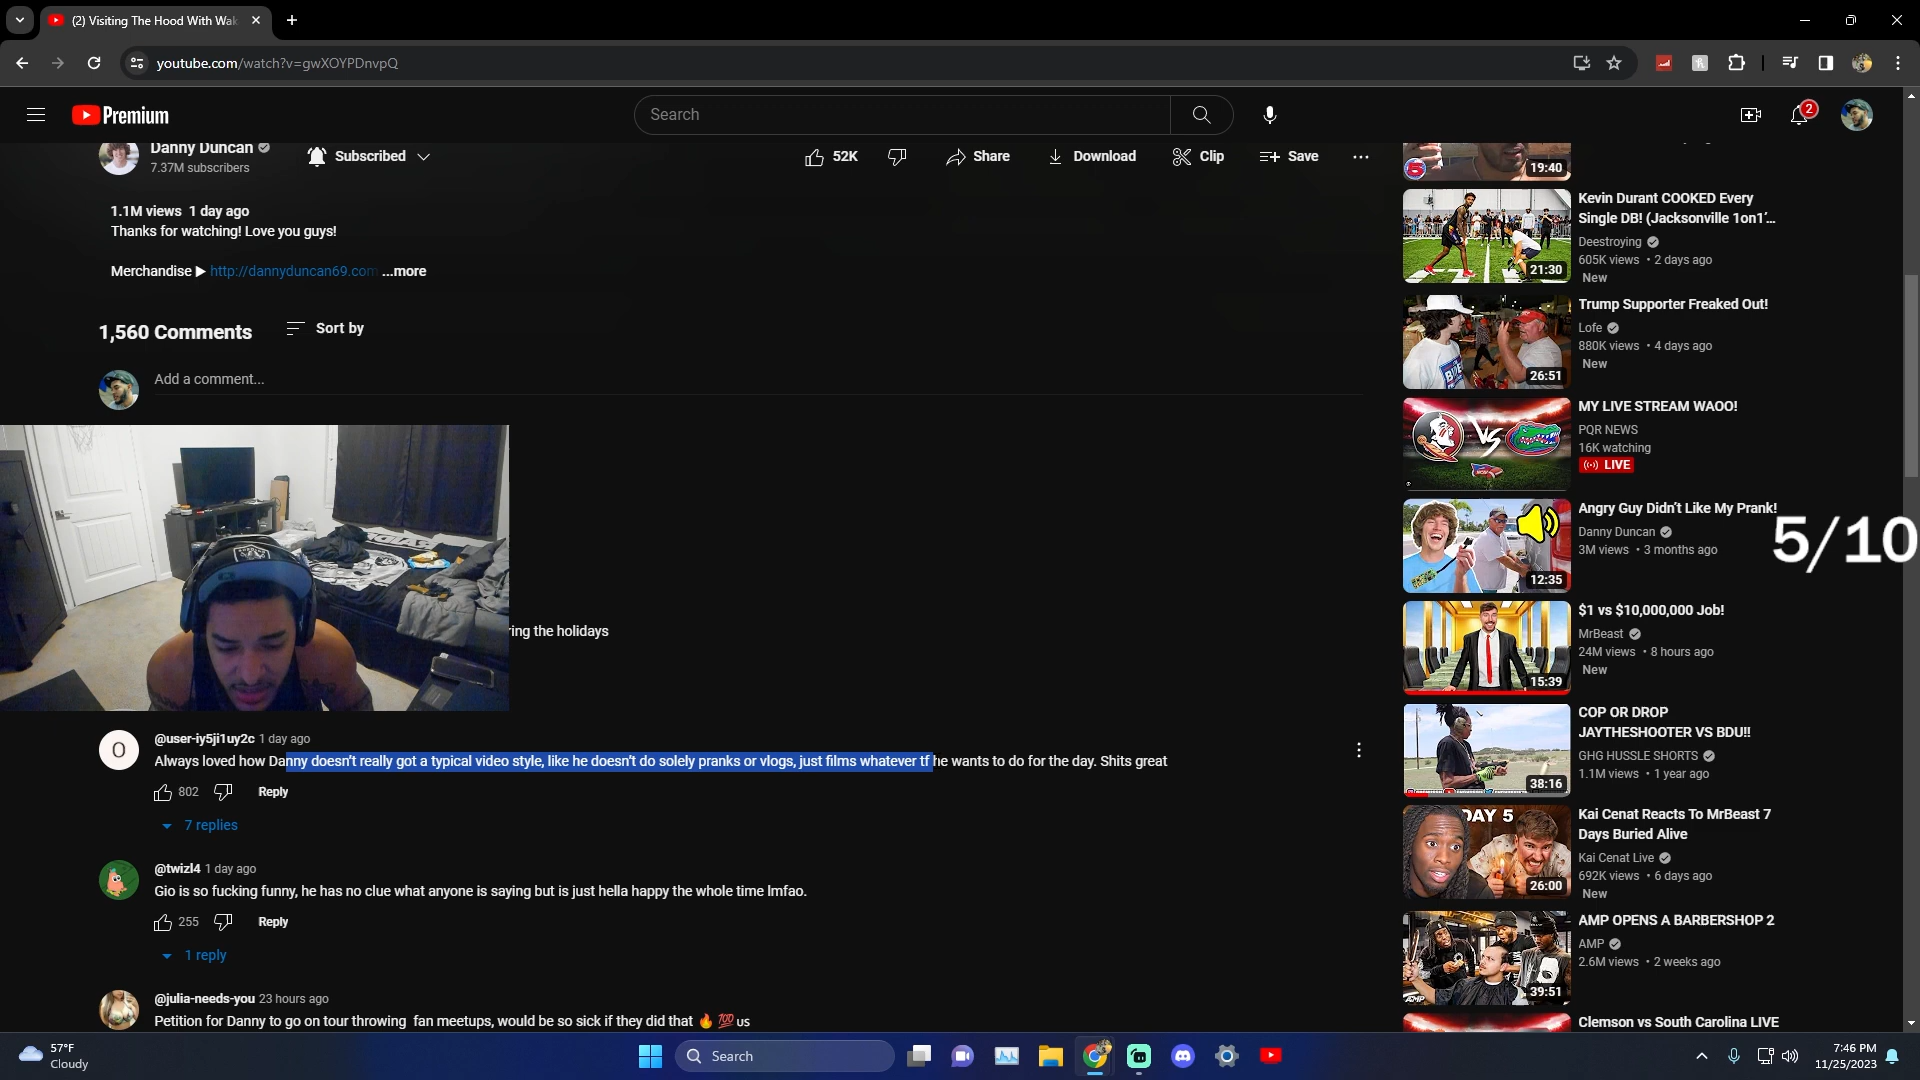 (2) Visiting The Hood With Wak
youtube.com/watch?v=gwXOYPDnvpQ
Premium
Search
2
Danny Duncan
7.37M subscribers
Subscribed
52K
Share
Download
Clip
Save
1.1M views 1 day ago
Thanks for watching! Love you guys!
Merchandise ▶ http://dannyduncan69.com ...more
1,560 Comments
Sort by
Add a comment...
ring the holidays
O
@user-iy5ji1uy2c 1 day ago
Always loved how Danny doesn't really got a typical video style, like he doesn't do solely pranks or vlogs, just films whatever tf he wants to do for the day. Shits great
802
Reply
7 replies
@twizl4 1 day ago
Gio is so fucking funny, he has no clue what anyone is saying but is just hella happy the whole time lmfao.
255
Reply
1 reply
@julia-needs-you 23 hours ago
Petition for Danny to go on tour throwing fan meetups, would be so sick if they did that 🔥 💯 us
19:40
Kevin Durant COOKED Every
Single DB! (Jacksonville 1on1'...
Deestroying
605K views • 2 days ago
New
21:30
Trump Supporter Freaked Out!
Lofe
880K views • 4 days ago
New
26:51
MY LIVE STREAM WAOO!
PQR NEWS
16K watching
LIVE
VS
Angry Guy Didn't Like My Prank!
Danny Duncan
3M views • 3 months ago
12:35
5/10
$1 vs $10,000,000 Job!
MrBeast
24M views • 8 hours ago
New
15:39
COP OR DROP
JAYTHESHOOTER VS BDU!!
GHG HUSSLE SHORTS
1.1M views • 1 year ago
38:16
Kai Cenat Reacts To MrBeast 7
Days Buried Alive
Kai Cenat Live
692K views • 6 days ago
New
DAY 5
26:00
AMP OPENS A BARBERSHOP 2
AMP
2.6M views • 2 weeks ago
AMP
39:51
Clemson vs South Carolina LIVE
57°F
Cloudy
Search
7:46 PM
11/25/2023